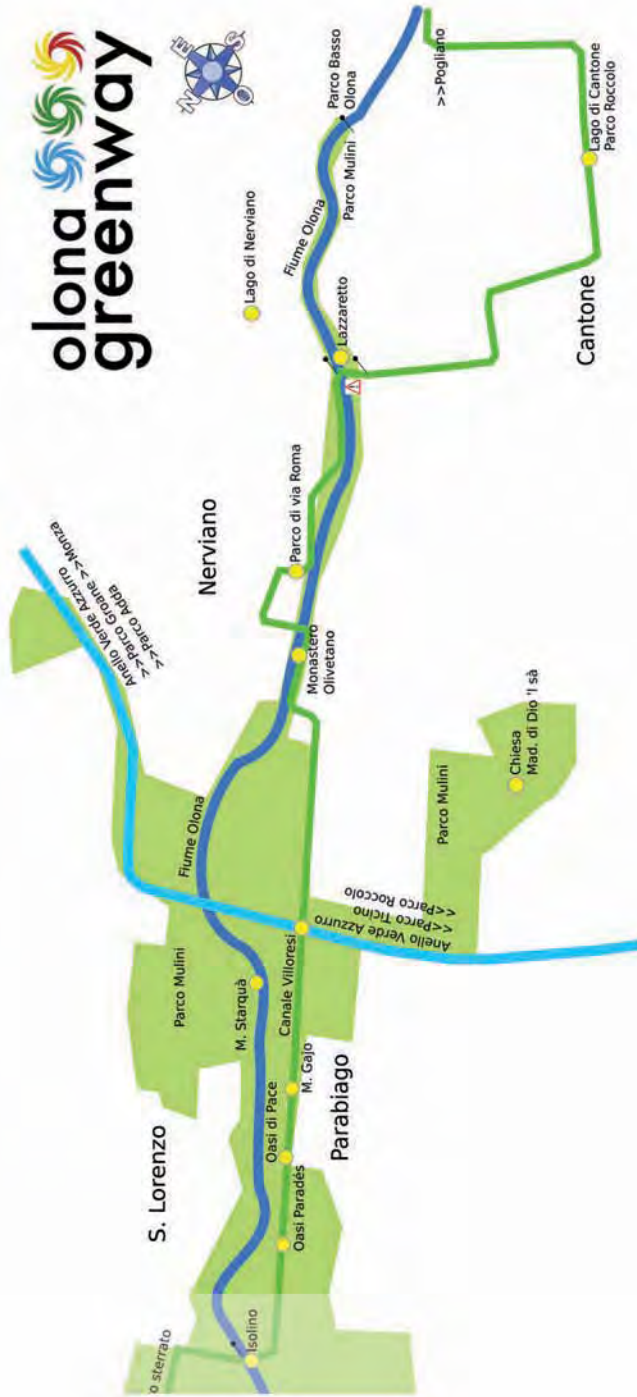 olona
greenway
N
E
S
O
S. Lorenzo
Nerviano
Parabiago
Cantone
o sterrato
Isolino
Oasi Paradés
Oasi di Pace
M. Gajo
M. Starquà
Canale Villoresi
Parco Mulini
Fiume Olona
Anello Verde Azzurro
>>Parco Groane >>Monza
>>Parco Adda
Anello Verde Azzurro
<<Parco Ticino
<<Parco Roccolo
Parco Mulini
Chiesa
Mad. di Dio 'l sà
Monastero
Olivetano
Parco di via Roma
Lazzaretto
Lago di Nerviano
Fiume Olona
Parco Mulini
Parco Basso
Olona
>>Pogliano
Lago di Cantone
Parco Roccolo